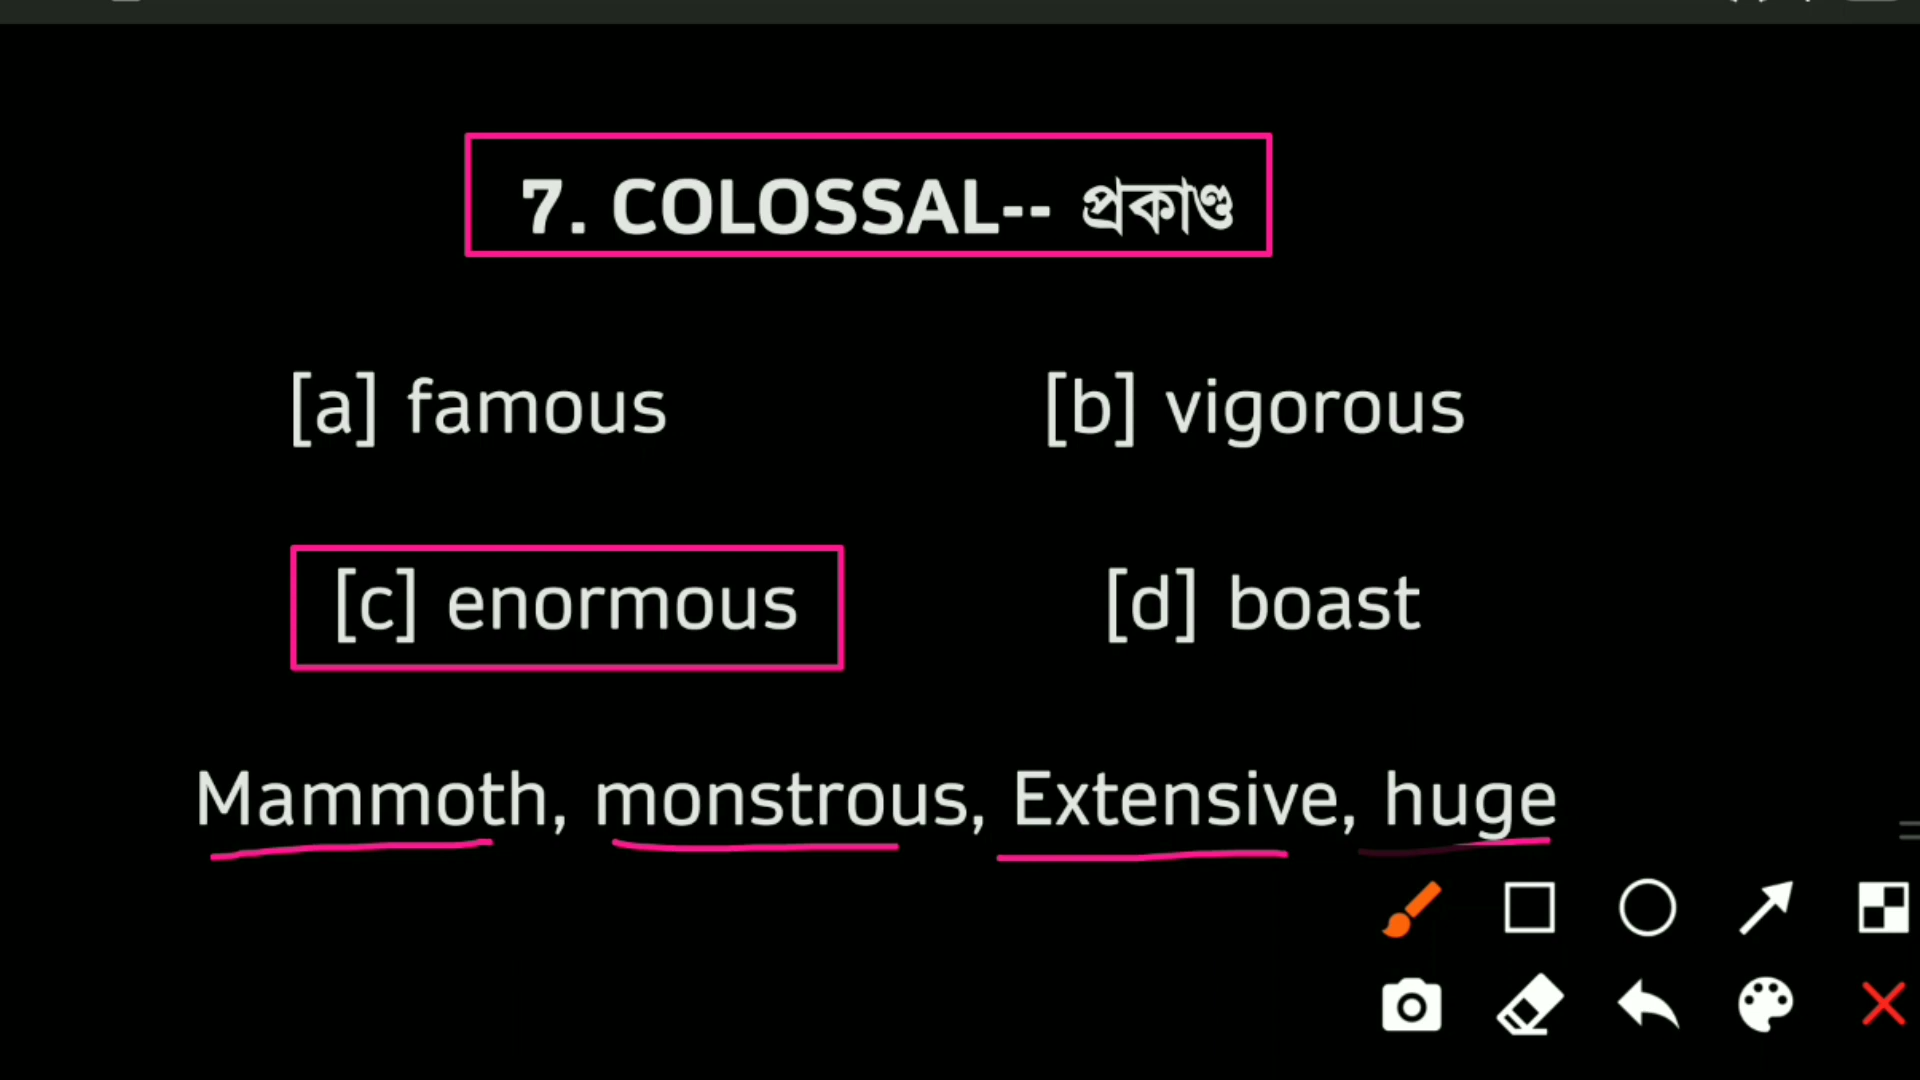 7. COLOSSAL-- প্রকাণ্ড
[a] famous [b] vigorous
[c] enormous [d] boast
Mammoth, monstrous, Extensive, huge